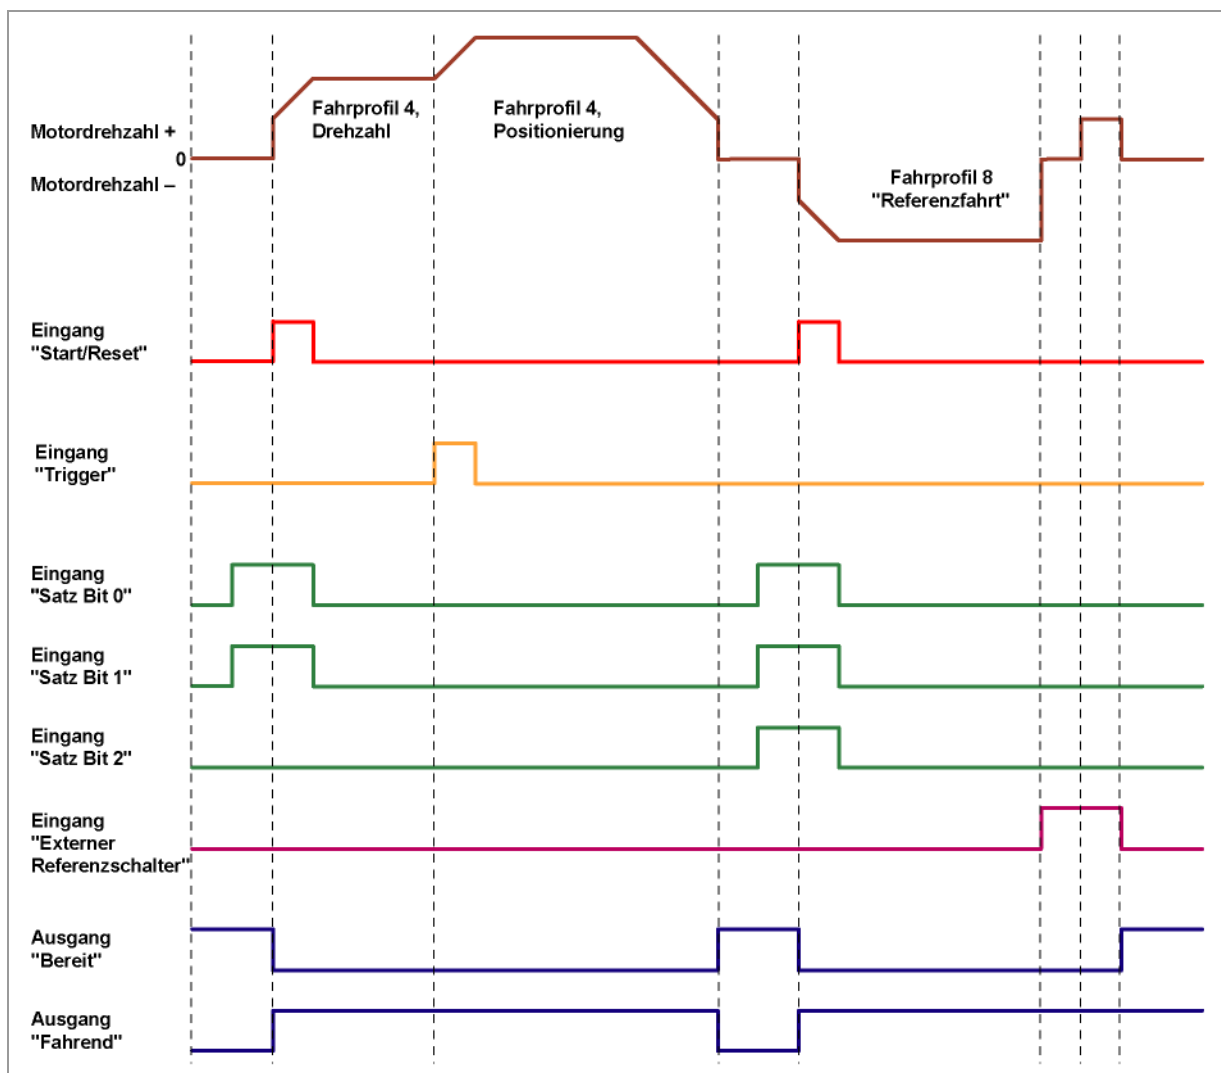 Fahrprofil 4,
Drehzahl
Fahrprofil 4,
Positionierung
Motordrehzahl +
0
Motordrehzahl –
Fahrprofil 8
"Referenzfahrt"
Eingang
"Start/Reset"
Eingang
"Trigger"
Eingang
"Satz Bit 0"
Eingang
"Satz Bit 1"
Eingang
"Satz Bit 2"
Eingang
"Externer
Referenzschalter"
Ausgang
"Bereit"
Ausgang
"Fahrend"